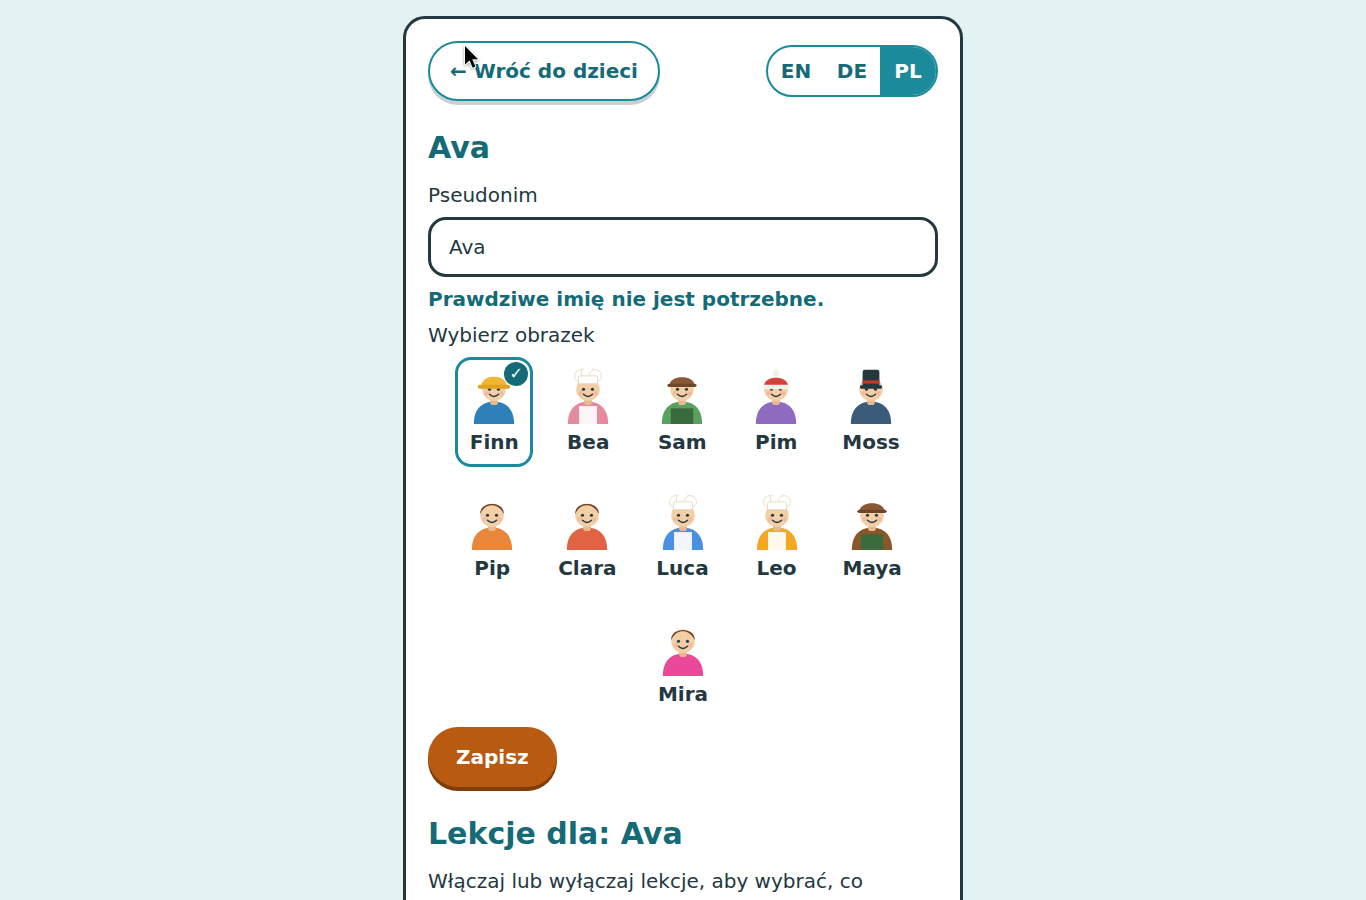 ← Wróć do dzieci
EN DE PL
Ava
Pseudonim
Ava
Prawdziwe imię nie jest potrzebne.
Wybierz obrazek
✓
Finn Bea Sam Pim Moss
Pip Clara Luca Leo Maya
Mira
Zapisz
Lekcje dla: Ava
Włączaj lub wyłączaj lekcje, aby wybrać, co